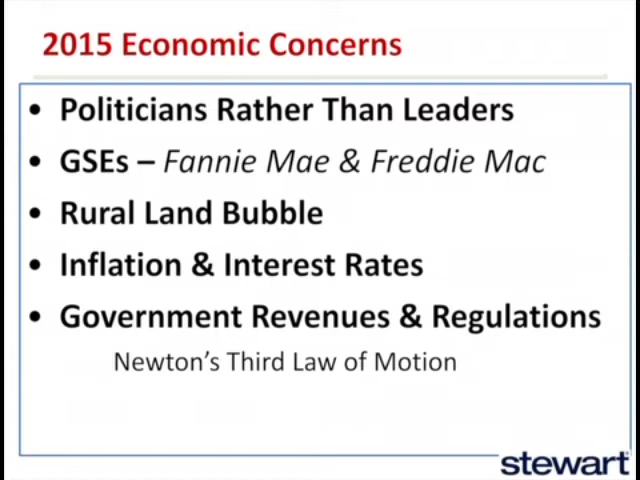 2015 Economic Concerns
• Politicians Rather Than Leaders
• GSEs – Fannie Mae & Freddie Mac
• Rural Land Bubble
• Inflation & Interest Rates
• Government Revenues & Regulations
Newton's Third Law of Motion
stewart